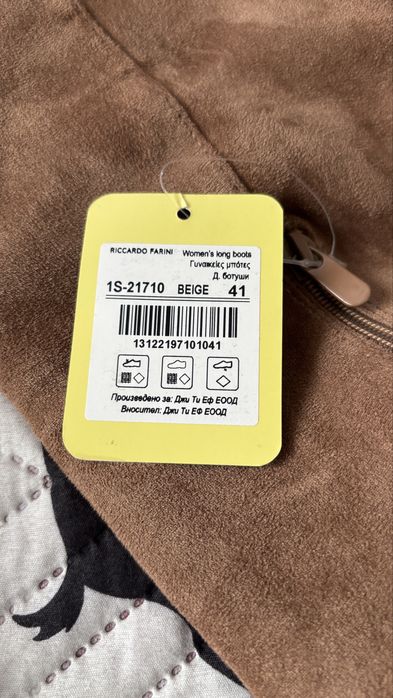 RICCARDO FARINI Women's long boots
Γυναικείες μπότες
Д. ботуши
1S-21710 BEIGE 41
13122197101041
Произведено за: Джи Ти Еф ЕООД
Вносител: Джи Ти ЕФ ЕООД